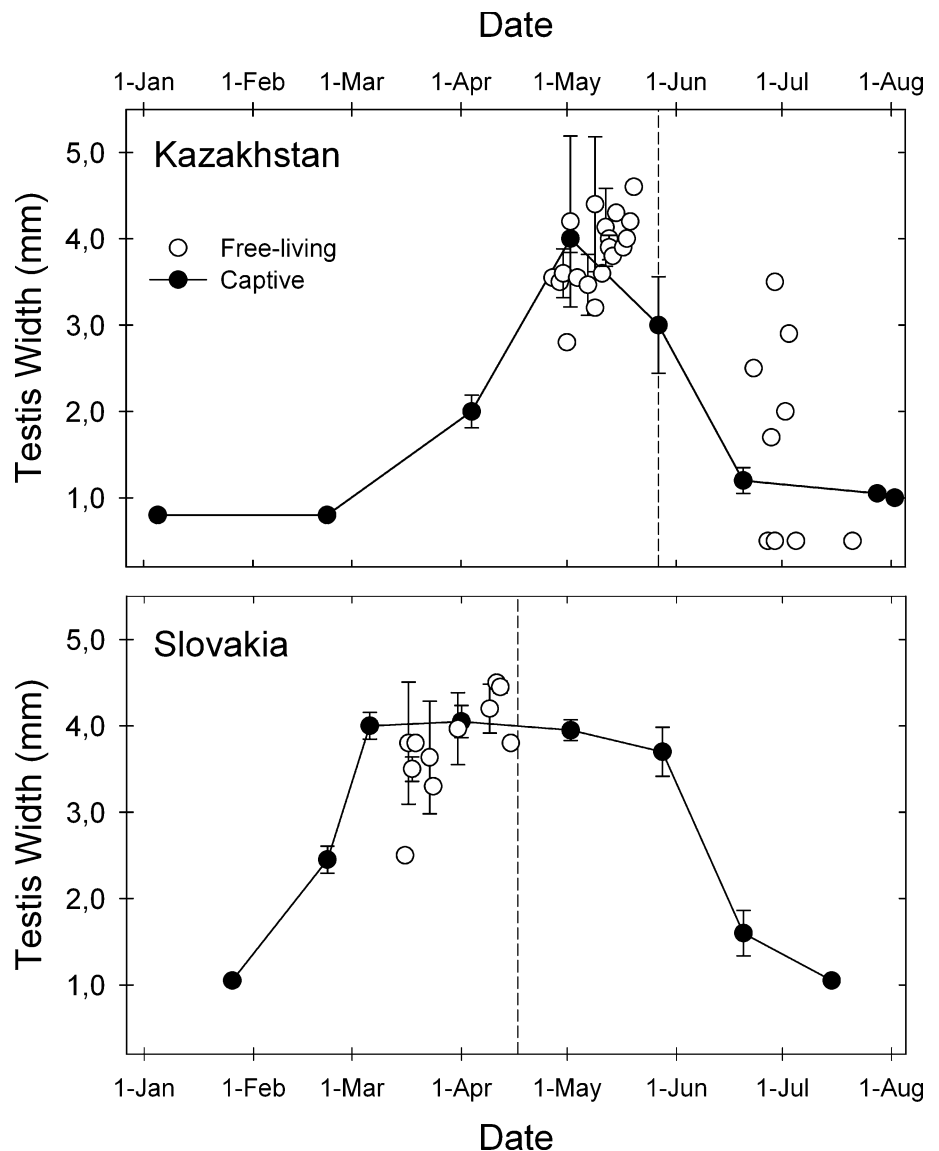 Date
1-Jan 1-Feb 1-Mar 1-Apr 1-May 1-Jun 1-Jul 1-Aug
Kazakhstan
Free-living
Captive
Testis Width (mm)
5,0
4,0
3,0
2,0
1,0
Slovakia
Testis Width (mm)
5,0
4,0
3,0
2,0
1,0
1-Jan 1-Feb 1-Mar 1-Apr 1-May 1-Jun 1-Jul 1-Aug
Date